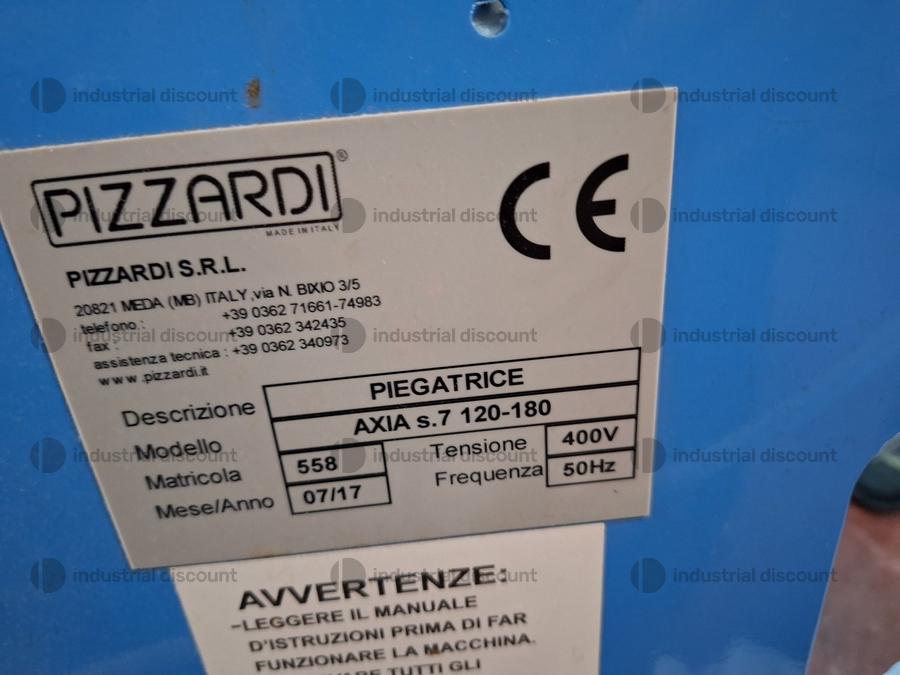 PIZZARDI®
MADE IN ITALY
CE
PIZZARDI S.R.L.
20821 MEDA (MB) ITALY ,via N. BIXIO 3/5
telefono : +39 0362 71661-74983
fax : +39 0362 342435
assistenza tecnica : +39 0362 340973
www.pizzardi.it
Descrizione PIEGATRICE
Modello AXIA s.7 120-180
Matricola 558 Tensione 400V
Mese/Anno 07/17 Frequenza 50Hz
AVVERTENZE:
-LEGGERE IL MANUALE
D'ISTRUZIONI PRIMA DI FAR
FUNZIONARE LA MACCHINA.
TUTTI GLI
industrial discount industrial discount industrial discount
industrial discount industrial discount industrial discount
industrial discount industrial discount industrial discount
industrial discount industrial discount industrial discount
industrial discount industrial discount industrial discount